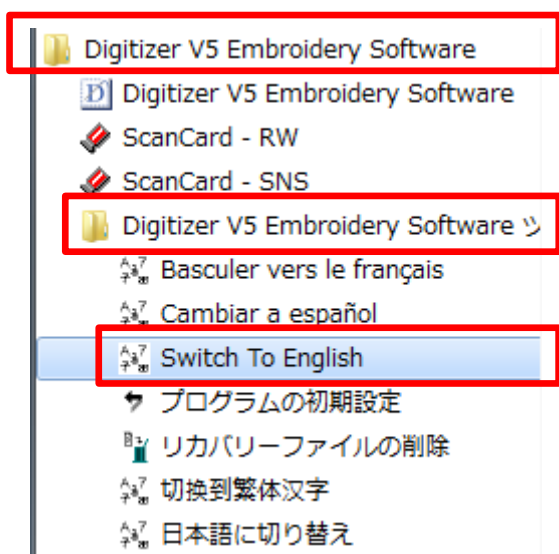 Digitizer V5 Embroidery Software
Digitizer V5 Embroidery Software
ScanCard - RW
ScanCard - SNS
Digitizer V5 Embroidery Software ツ
Basculer vers le français
Cambiar a español
Switch To English
プログラムの初期設定
リカバリーファイルの削除
切换到繁体汉字
日本語に切り替え